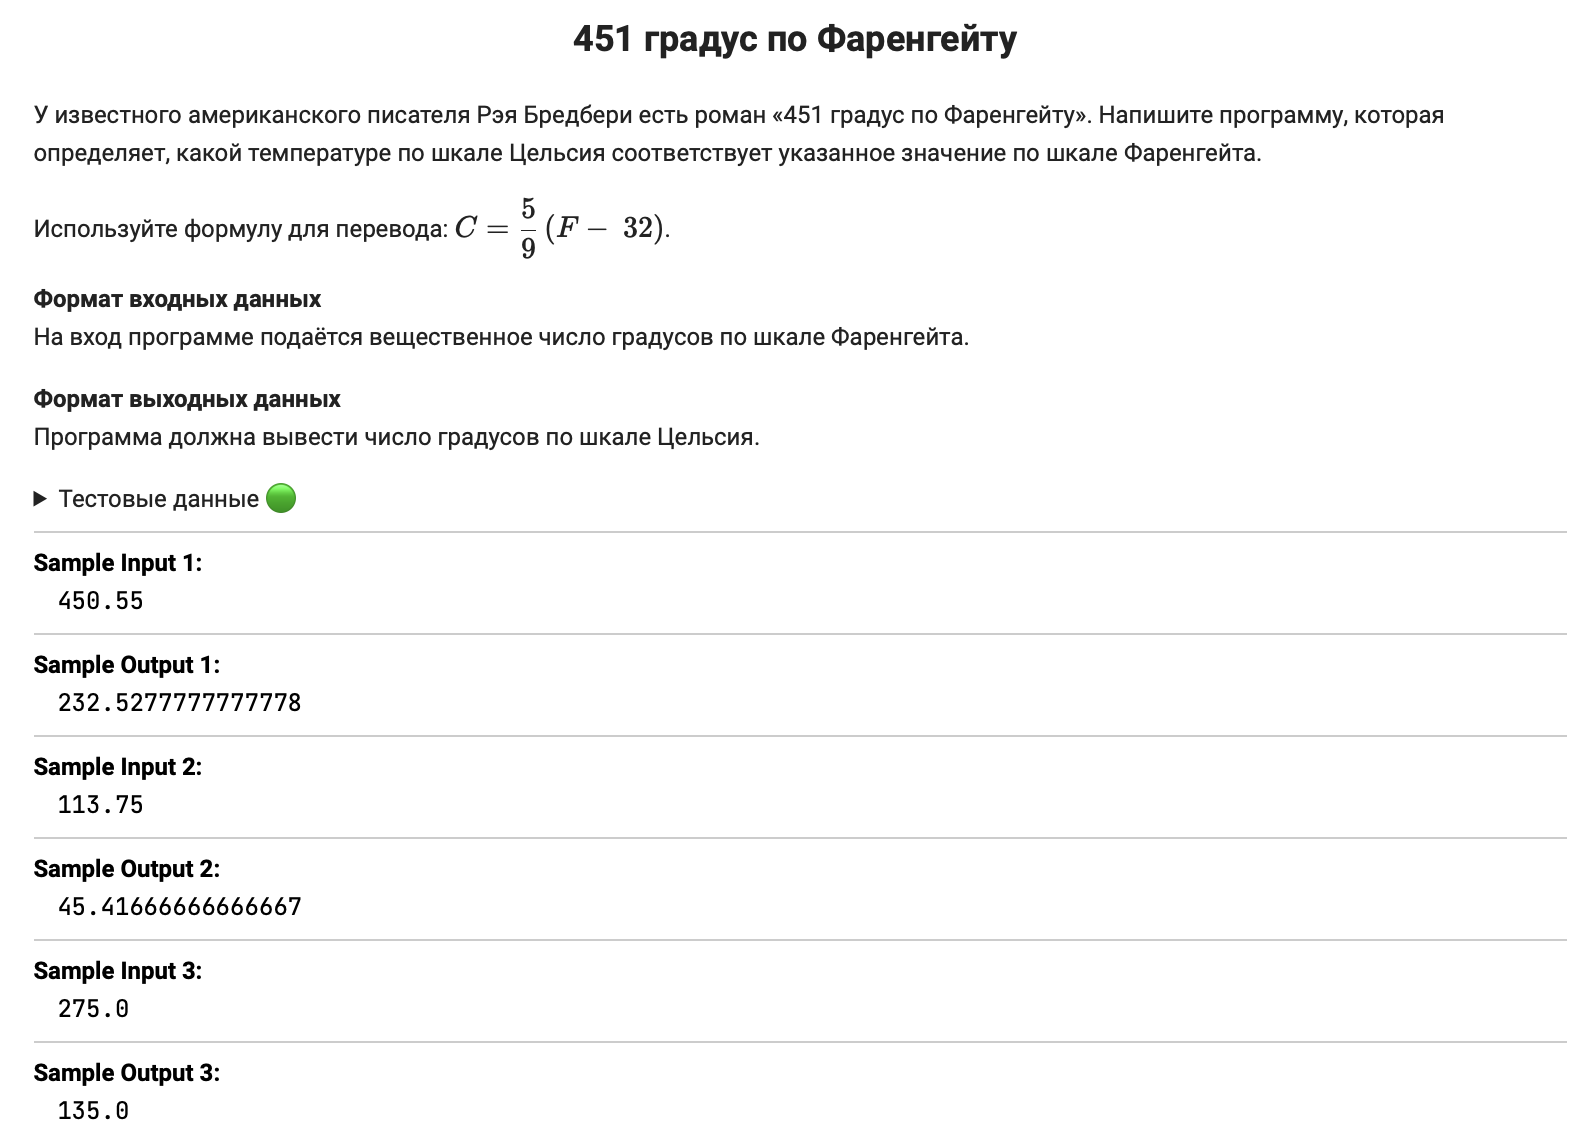 451 градус по Фаренгейту
У известного американского писателя Рэя Бредбери есть роман «451 градус по Фаренгейту». Напишите программу, которая
определяет, какой температуре по шкале Цельсия соответствует указанное значение по шкале Фаренгейта.
Используйте формулу для перевода: C = 5/9 (F − 32).
Формат входных данных
На вход программе подаётся вещественное число градусов по шкале Фаренгейта.
Формат выходных данных
Программа должна вывести число градусов по шкале Цельсия.
Тестовые данные
Sample Input 1:
450.55
Sample Output 1:
232.5277777777778
Sample Input 2:
113.75
Sample Output 2:
45.41666666666667
Sample Input 3:
275.0
Sample Output 3:
135.0